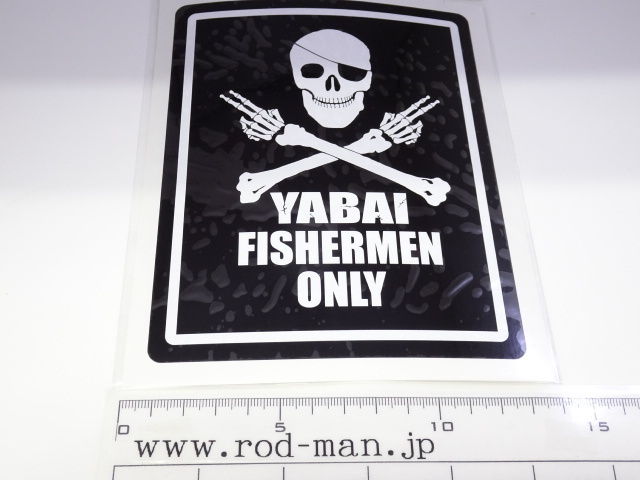 YABAI
FISHERMEN
ONLY
0 5 10 15
www.rod-man.jp